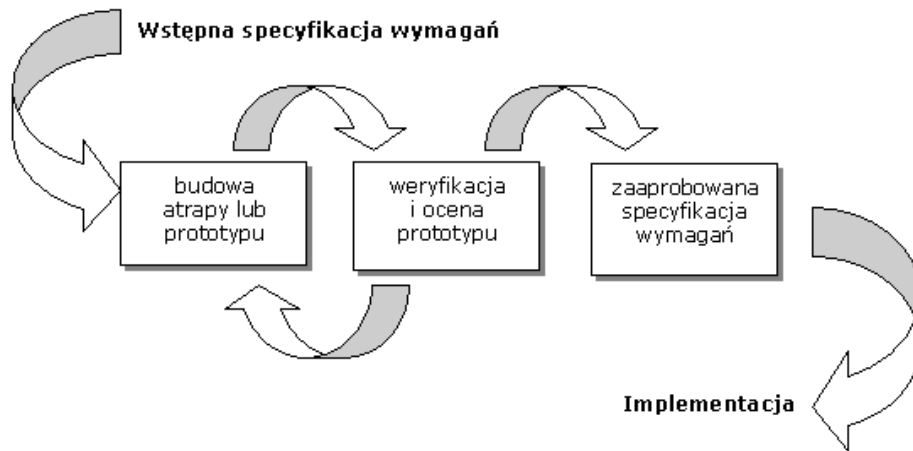 Wstępna specyfikacja wymagań
budowa
atrapy lub
prototypu
weryfikacja
i ocena
prototypu
zaaprobowana
specyfikacja
wymagań
Implementacja